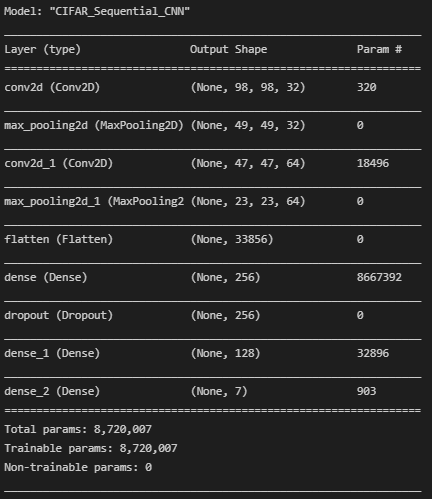 Model: "CIFAR_Sequential_CNN"
Layer (type) Output Shape Param #
conv2d (Conv2D) (None, 98, 98, 32) 320
max_pooling2d (MaxPooling2D) (None, 49, 49, 32) 0
conv2d_1 (Conv2D) (None, 47, 47, 64) 18496
max_pooling2d_1 (MaxPooling2 (None, 23, 23, 64) 0
flatten (Flatten) (None, 33856) 0
dense (Dense) (None, 256) 8667392
dropout (Dropout) (None, 256) 0
dense_1 (Dense) (None, 128) 32896
dense_2 (Dense) (None, 7) 903
Total params: 8,720,007
Trainable params: 8,720,007
Non-trainable params: 0